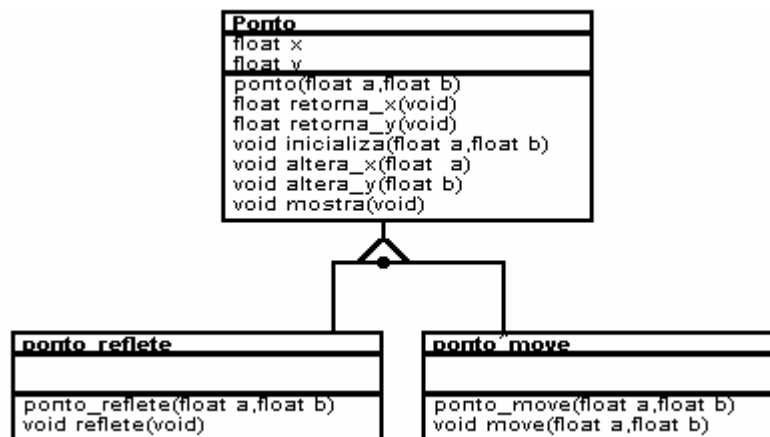 Ponto
float x
float y
ponto(float a,float b)
float retorna_x(void)
float retorna_y(void)
void inicializa(float a,float b)
void altera_x(float a)
void altera_y(float b)
void mostra(void)
ponto_reflete
ponto_reflete(float a,float b)
void reflete(void)
ponto_move
ponto_move(float a,float b)
void move(float a,float b)